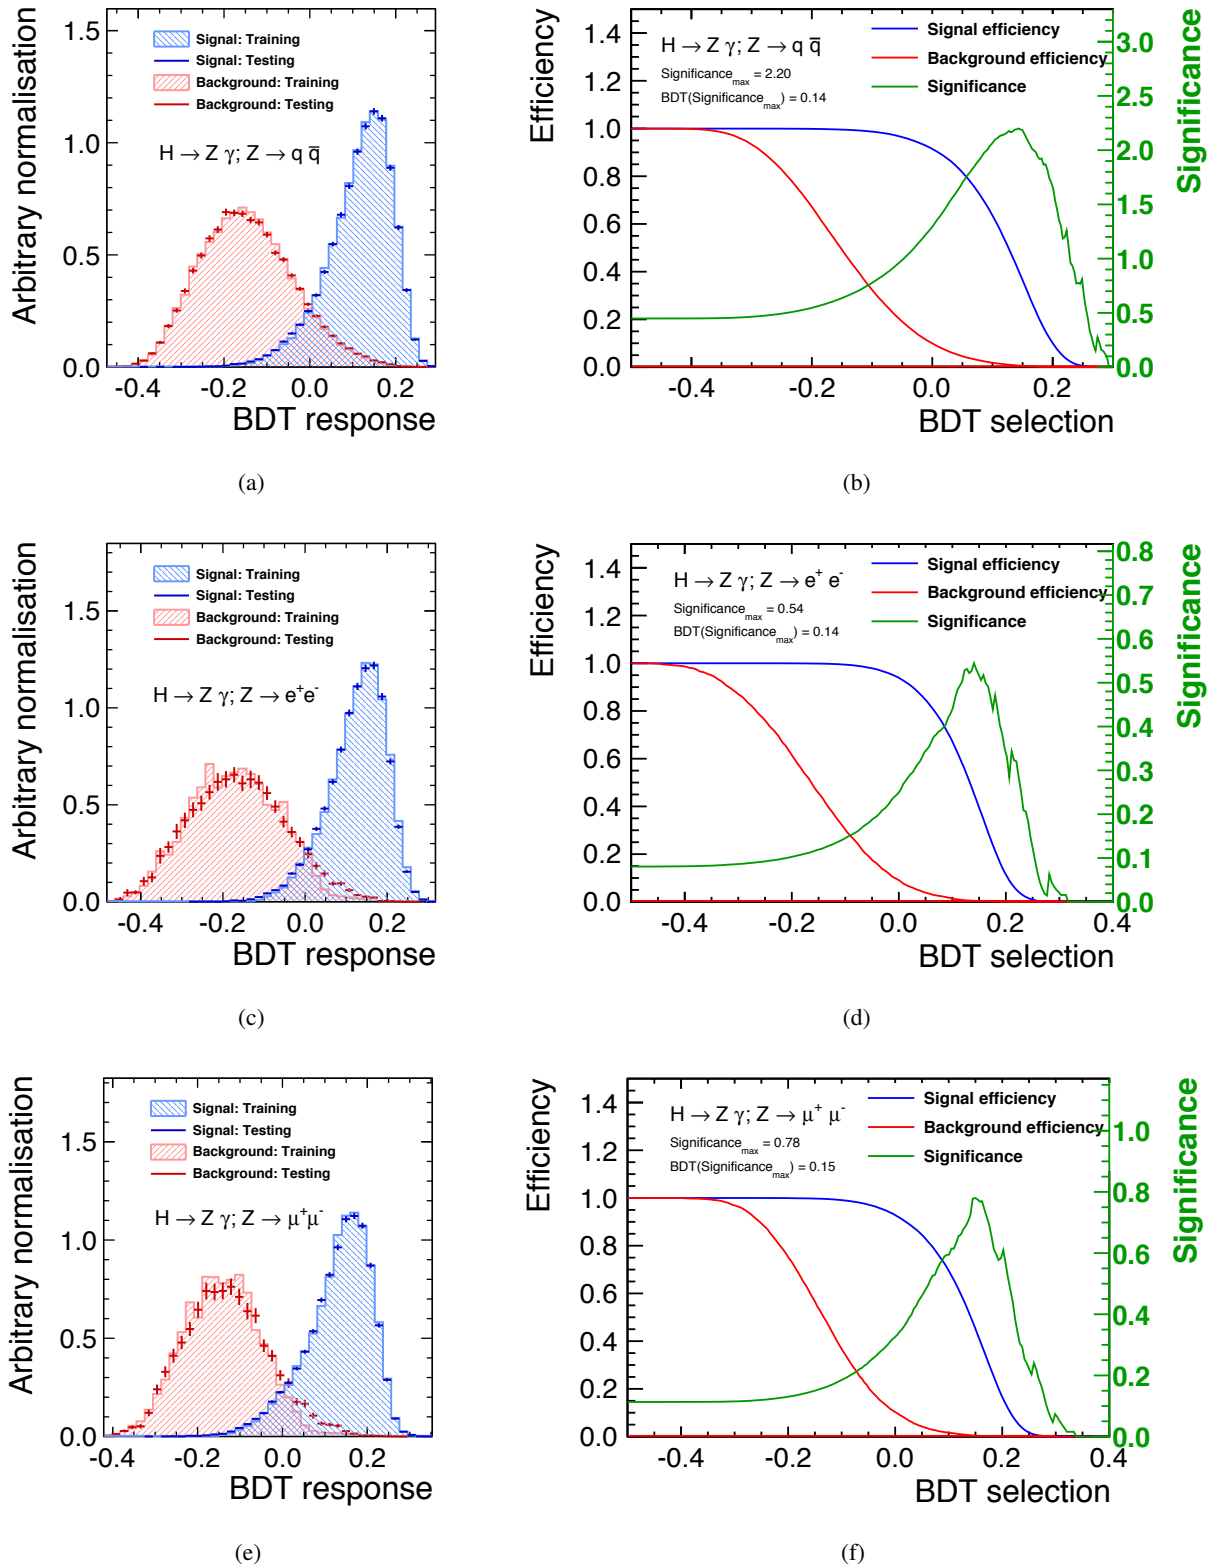 Arbitrary normalisation
1.5
1.0
0.5
0.0
Signal: Training
Signal: Testing
Background: Training
Background: Testing
H → Z γ; Z → q q̄
-0.4 -0.2 0.0 0.2
BDT response
(a)
Efficiency
1.4
1.2
1.0
0.8
0.6
0.4
0.2
0.0
H → Z γ; Z → q q̄
Significance_max = 2.20
BDT(Significance_max) = 0.14
Signal efficiency
Background efficiency
Significance
3.0
2.5
2.0
1.5
1.0
0.5
0.0
Significance
-0.4 -0.2 0.0 0.2
BDT selection
(b)
Arbitrary normalisation
1.5
1.0
0.5
0.0
Signal: Training
Signal: Testing
Background: Training
Background: Testing
H → Z γ; Z → e⁺e⁻
-0.4 -0.2 0.0 0.2
BDT response
(c)
Efficiency
1.4
1.2
1.0
0.8
0.6
0.4
0.2
0.0
H → Z γ; Z → e⁺ e⁻
Significance_max = 0.54
BDT(Significance_max) = 0.14
Signal efficiency
Background efficiency
Significance
0.8
0.7
0.6
0.5
0.4
0.3
0.2
0.1
0.0
Significance
-0.4 -0.2 0.0 0.2 0.4
BDT selection
(d)
Arbitrary normalisation
1.5
1.0
0.5
0.0
Signal: Training
Signal: Testing
Background: Training
Background: Testing
H → Z γ; Z → μ⁺μ⁻
-0.4 -0.2 0.0 0.2
BDT response
(e)
Efficiency
1.4
1.2
1.0
0.8
0.6
0.4
0.2
0.0
H → Z γ; Z → μ⁺ μ⁻
Significance_max = 0.78
BDT(Significance_max) = 0.15
Signal efficiency
Background efficiency
Significance
1.0
0.8
0.6
0.4
0.2
0.0
Significance
-0.4 -0.2 0.0 0.2 0.4
BDT selection
(f)